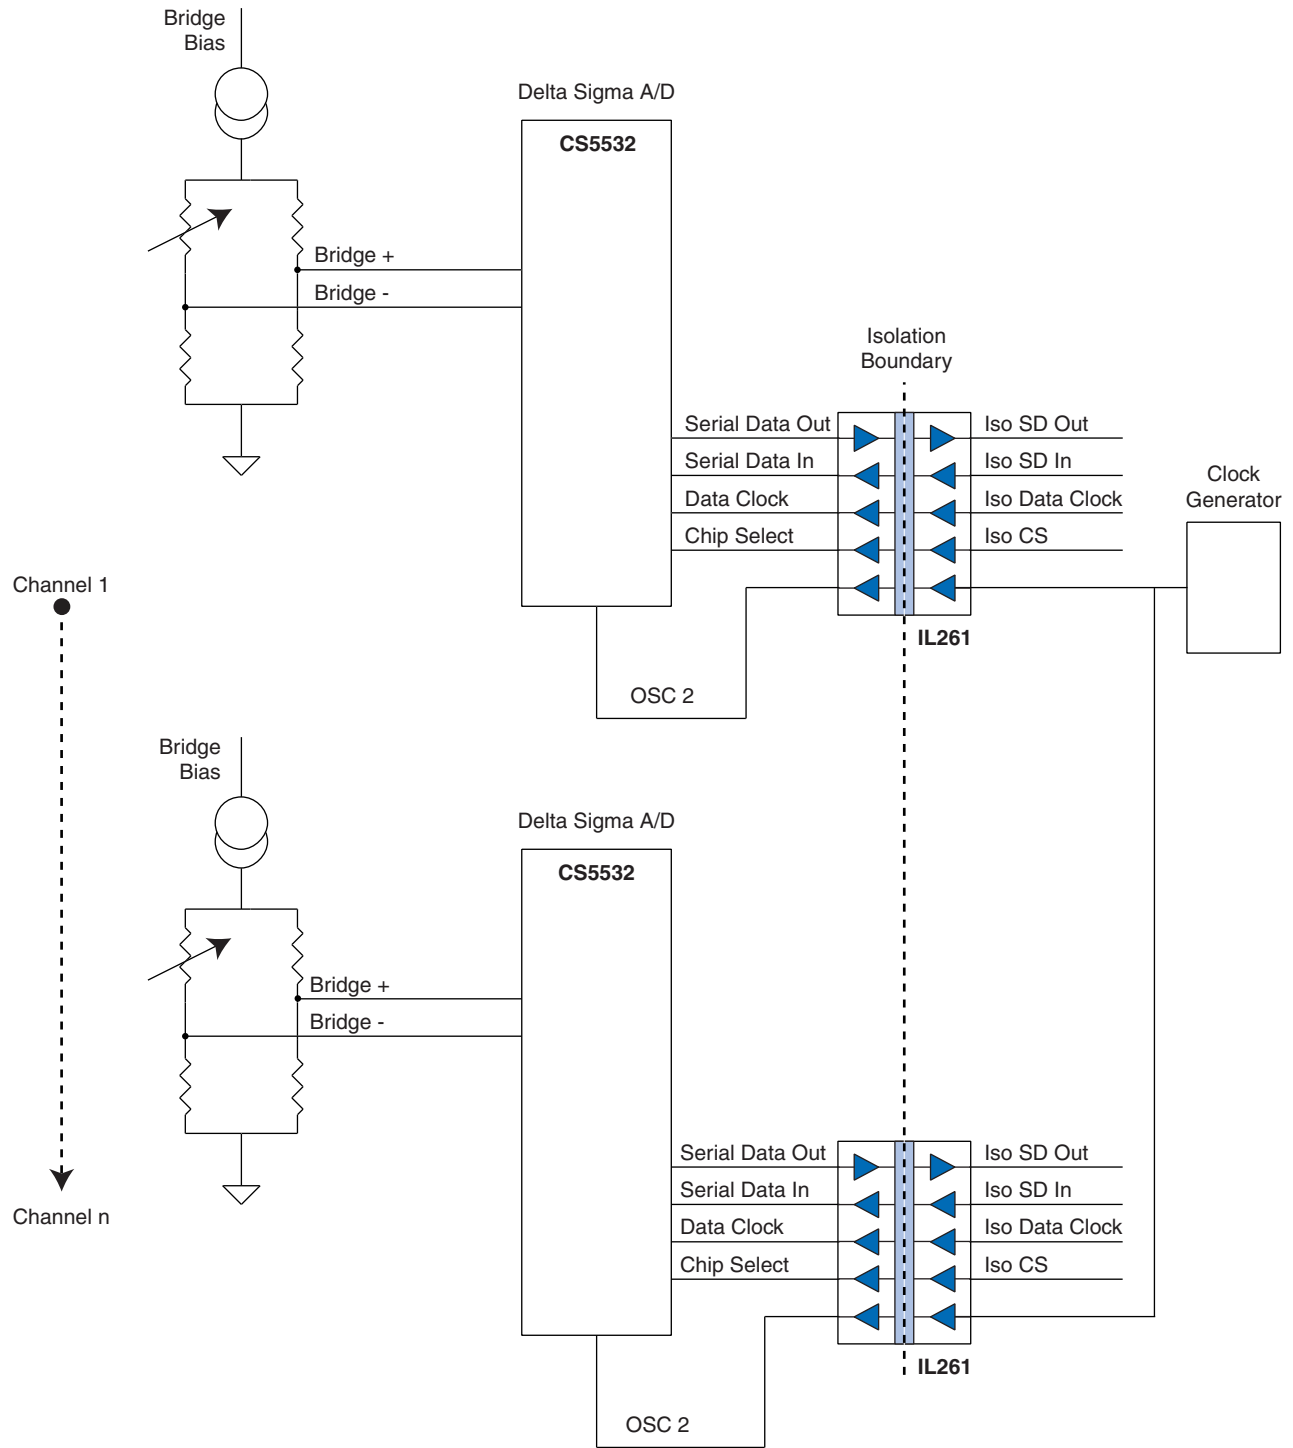 Bridge
Bias
Delta Sigma A/D
CS5532
Bridge +
Bridge -
Isolation
Boundary
Serial Data Out
Iso SD Out
Serial Data In
Iso SD In
Data Clock
Iso Data Clock
Chip Select
Iso CS
Clock
Generator
Channel 1
IL261
OSC 2
Bridge
Bias
Delta Sigma A/D
CS5532
Bridge +
Bridge -
Serial Data Out
Iso SD Out
Serial Data In
Iso SD In
Data Clock
Iso Data Clock
Chip Select
Iso CS
Channel n
IL261
OSC 2